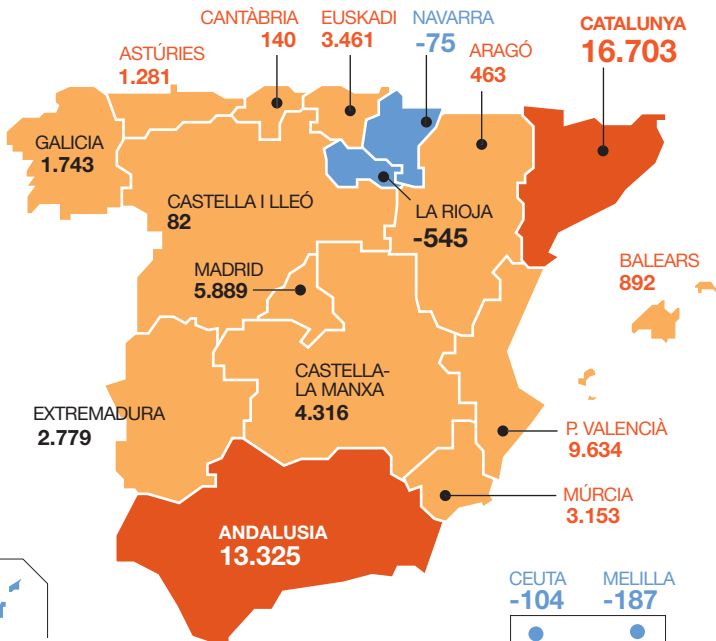 CANTÀBRIA
140
EUSKADI
3.461
NAVARRA
-75
ARAGÓ
463
CATALUNYA
16.703
ASTÚRIES
1.281
GALICIA
1.743
CASTELLA I LLEÓ
82
LA RIOJA
-545
MADRID
5.889
BALEARS
892
CASTELLA-
LA MANXA
4.316
EXTREMADURA
2.779
P. VALENCIÀ
9.634
MÚRCIA
3.153
ANDALUSIA
13.325
CEUTA
-104
MELILLA
-187